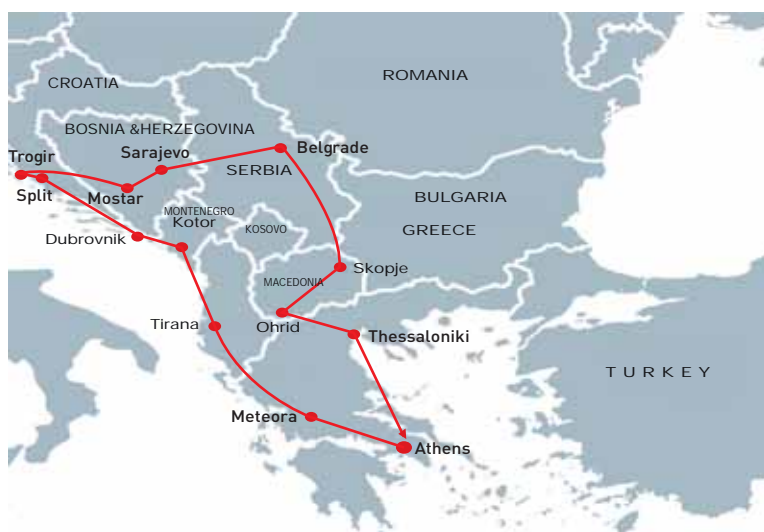 CROATIA
ROMANIA
BOSNIA &HERZEGOVINA
Trogir
Sarajevo
Belgrade
SERBIA
Split
Mostar
BULGARIA
MONTENEGRO
Kotor
KOSOVO
GREECE
Dubrovnik
Skopje
MACEDONIA
Tirana
Ohrid
Thessaloniki
TURKEY
Meteora
Athens